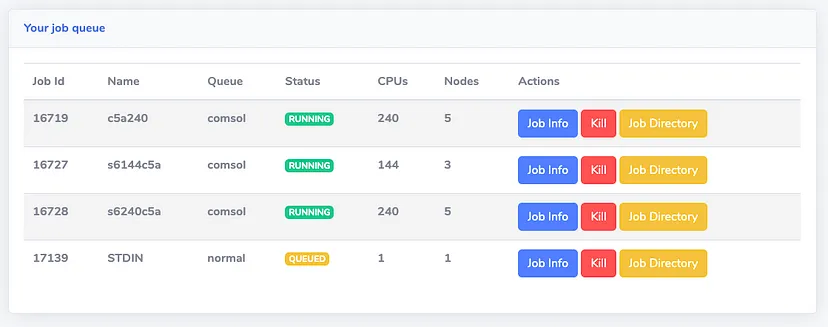 Your job queue
Job Id Name Queue Status CPUs Nodes Actions
16719 c5a240 comsol RUNNING 240 5 Job Info Kill Job Directory
16727 s6144c5a comsol RUNNING 144 3 Job Info Kill Job Directory
16728 s6240c5a comsol RUNNING 240 5 Job Info Kill Job Directory
17139 STDIN normal QUEUED 1 1 Job Info Kill Job Directory